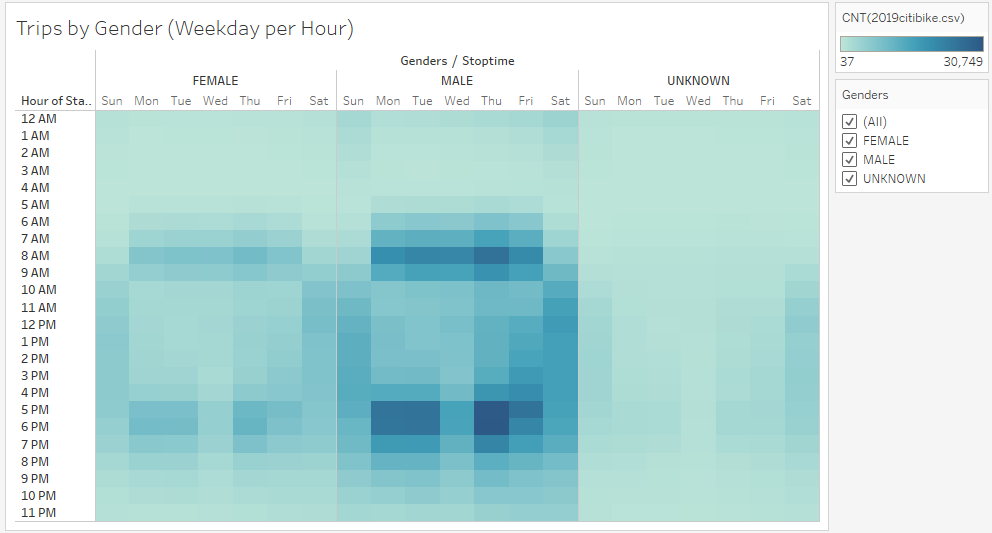 Trips by Gender (Weekday per Hour)
Genders / Stoptime
FEMALE MALE UNKNOWN
Hour of Sta.. Sun Mon Tue Wed Thu Fri Sat Sun Mon Tue Wed Thu Fri Sat Sun Mon Tue Wed Thu Fri Sat
12 AM
1 AM
2 AM
3 AM
4 AM
5 AM
6 AM
7 AM
8 AM
9 AM
10 AM
11 AM
12 PM
1 PM
2 PM
3 PM
4 PM
5 PM
6 PM
7 PM
8 PM
9 PM
10 PM
11 PM
CNT(2019citibike.csv)
37 30,749
Genders
(All)
FEMALE
MALE
UNKNOWN